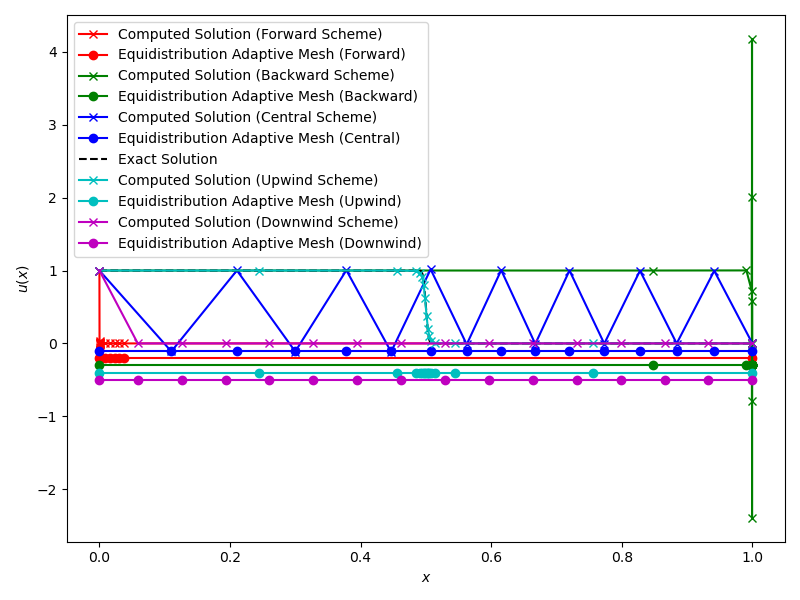 Computed Solution (Forward Scheme)
Equidistribution Adaptive Mesh (Forward)
Computed Solution (Backward Scheme)
Equidistribution Adaptive Mesh (Backward)
Computed Solution (Central Scheme)
Equidistribution Adaptive Mesh (Central)
Exact Solution
Computed Solution (Upwind Scheme)
Equidistribution Adaptive Mesh (Upwind)
Computed Solution (Downwind Scheme)
Equidistribution Adaptive Mesh (Downwind)
4
3
2
1
0
−1
−2
u(x)
0.0 0.2 0.4 0.6 0.8 1.0
x